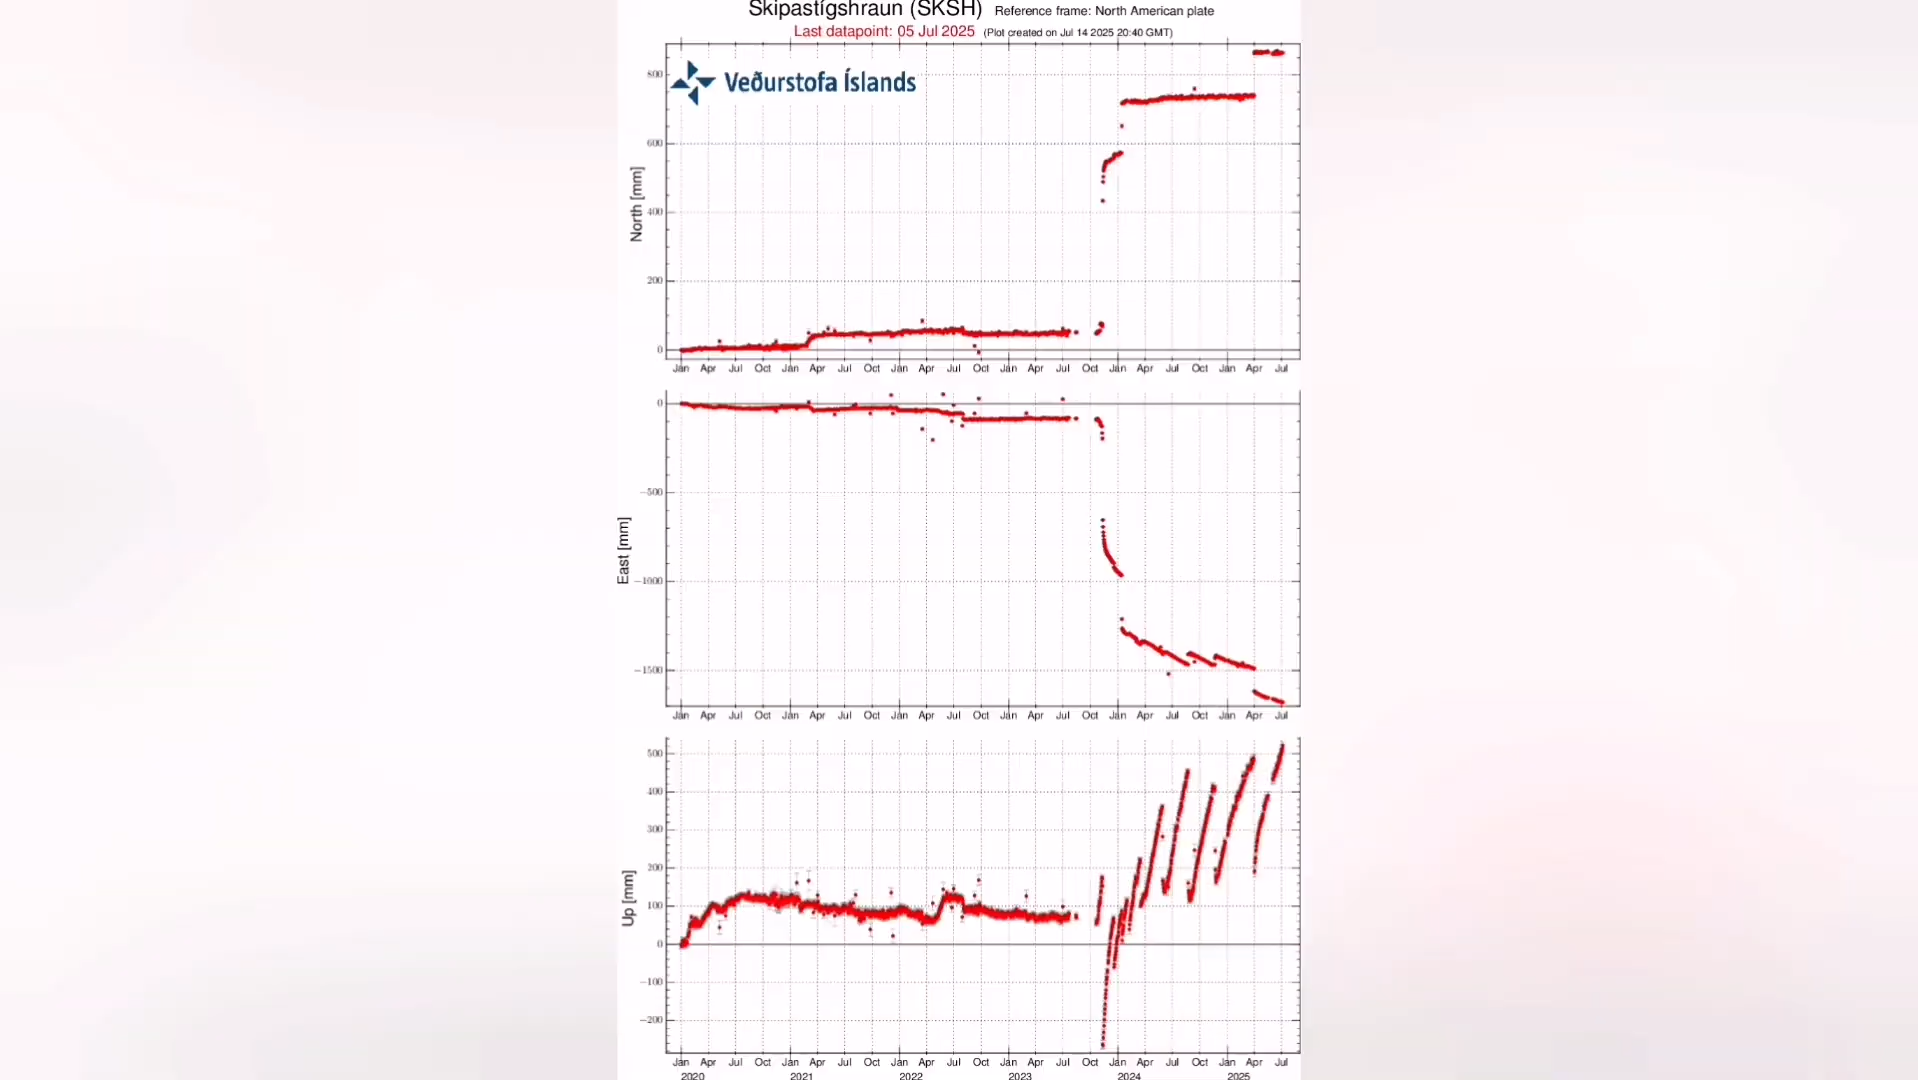 Skipastígshraun (SKSH) Reference frame: North American plate
Last datapoint: 05 Jul 2025 (Plot created on Jul 14 2025 20:40 GMT)
Veðurstofa Íslands
North [mm]
800
600
400
200
0
Jan Apr Jul Oct Jan Apr Jul Oct Jan Apr Jul Oct Jan Apr Jul Oct Jan Apr Jul Oct Jan Apr Jul
East [mm]
0
−500
−1000
−1500
Jan Apr Jul Oct Jan Apr Jul Oct Jan Apr Jul Oct Jan Apr Jul Oct Jan Apr Jul Oct Jan Apr Jul
Up [mm]
500
400
300
200
100
0
−100
−200
Jan Apr Jul Oct Jan Apr Jul Oct Jan Apr Jul Oct Jan Apr Jul Oct Jan Apr Jul Oct Jan Apr Jul
2020 2021 2022 2023 2024 2025